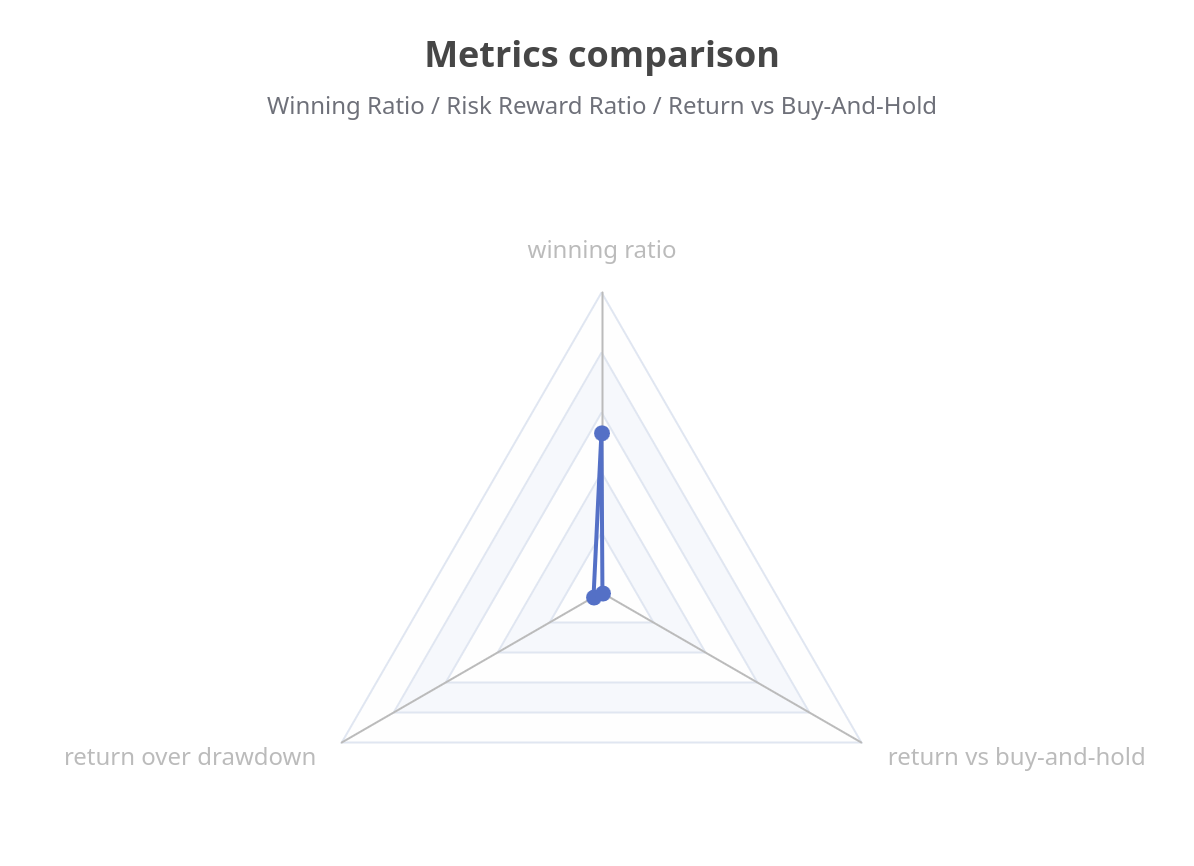 Metrics comparison
Winning Ratio / Risk Reward Ratio / Return vs Buy-And-Hold
winning ratio
return over drawdown
return vs buy-and-hold